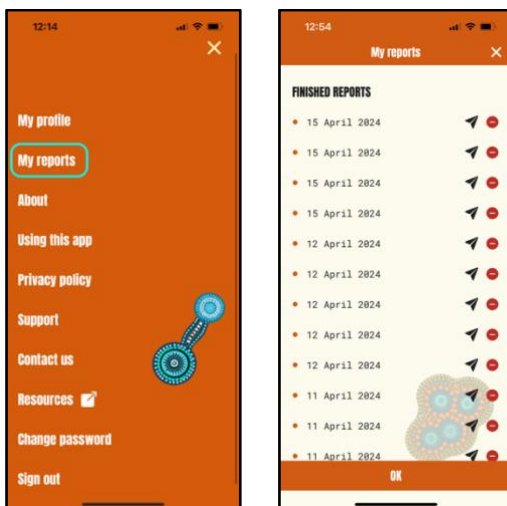 12:14
My profile
My reports
About
Using this app
Privacy policy
Support
Contact us
Resources
Change password
Sign out
12:54
My reports
FINISHED REPORTS
15 April 2024
15 April 2024
15 April 2024
15 April 2024
12 April 2024
12 April 2024
12 April 2024
12 April 2024
12 April 2024
11 April 2024
11 April 2024
11 April 2024
OK